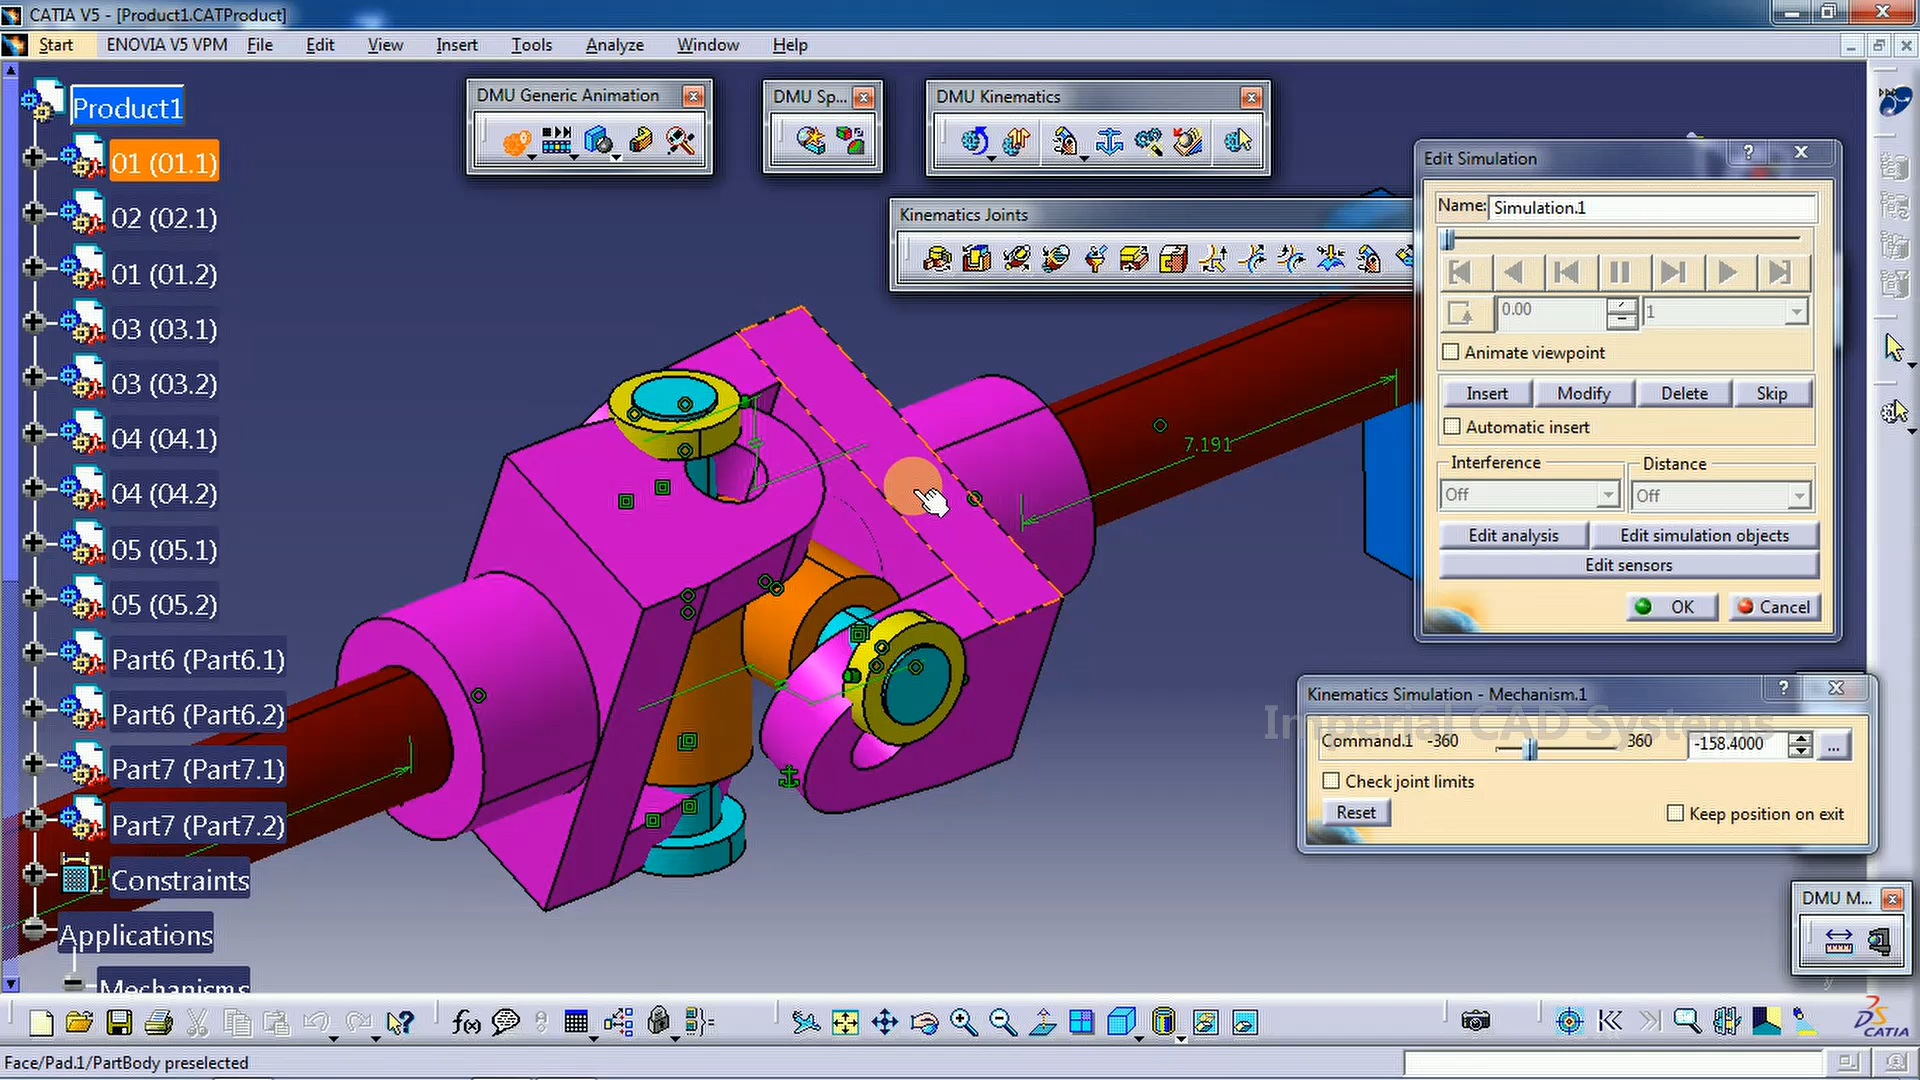 CATIA V5 - [Product1.CATProduct]
Start ENOVIA V5 VPM File Edit View Insert Tools Analyze Window Help
Product1
01 (01.1)
02 (02.1)
01 (01.2)
03 (03.1)
03 (03.2)
04 (04.1)
04 (04.2)
05 (05.1)
05 (05.2)
Part6 (Part6.1)
Part6 (Part6.2)
Part7 (Part7.1)
Part7 (Part7.2)
Constraints
Applications
Mechanisms
DMU Generic Animation
DMU Sp...
DMU Kinematics
Kinematics Joints
7.191
Edit Simulation
Name: Simulation.1
0.00 1
Animate viewpoint
Insert Modify Delete Skip
Automatic insert
Interference Distance
Off Off
Edit analysis Edit simulation objects
Edit sensors
OK Cancel
Kinematics Simulation - Mechanism.1
Imperial CAD Systems
Command.1 -360 360 -158.4000 ...
Check joint limits
Reset Keep position on exit
DMU M...
f(x)
DS CATIA
Face/Pad.1/PartBody preselected